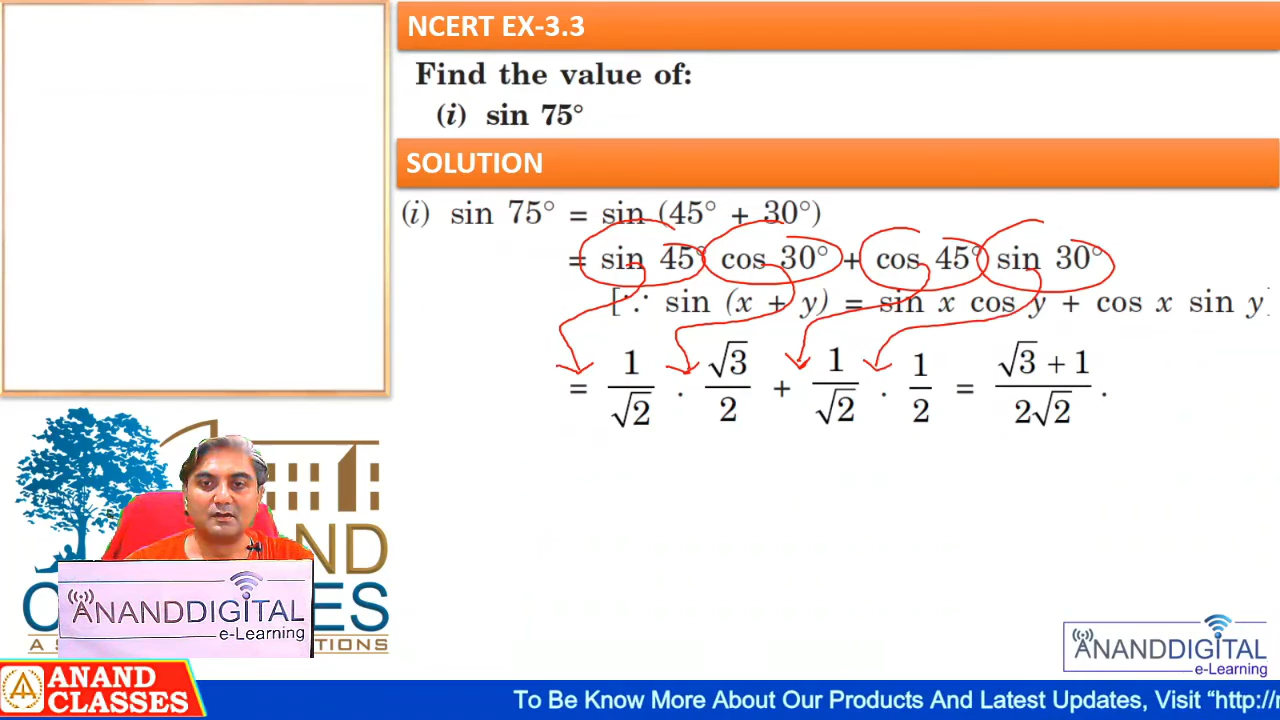 NCERT EX-3.3
Find the value of:
(i) sin 75°
SOLUTION
(i) sin 75° = sin (45° + 30°)
= sin 45° cos 30° + cos 45° sin 30°
[∵ sin (x + y) = sin x cos y + cos x sin y]
= 1/√2 . √3/2 + 1/√2 . 1/2 = (√3 + 1)/2√2 .
ANANDDIGITAL
e-Learning
ANANDDIGITAL
e-Learning
ANAND
CLASSES
To Be Know More About Our Products And Latest Updates, Visit “http://